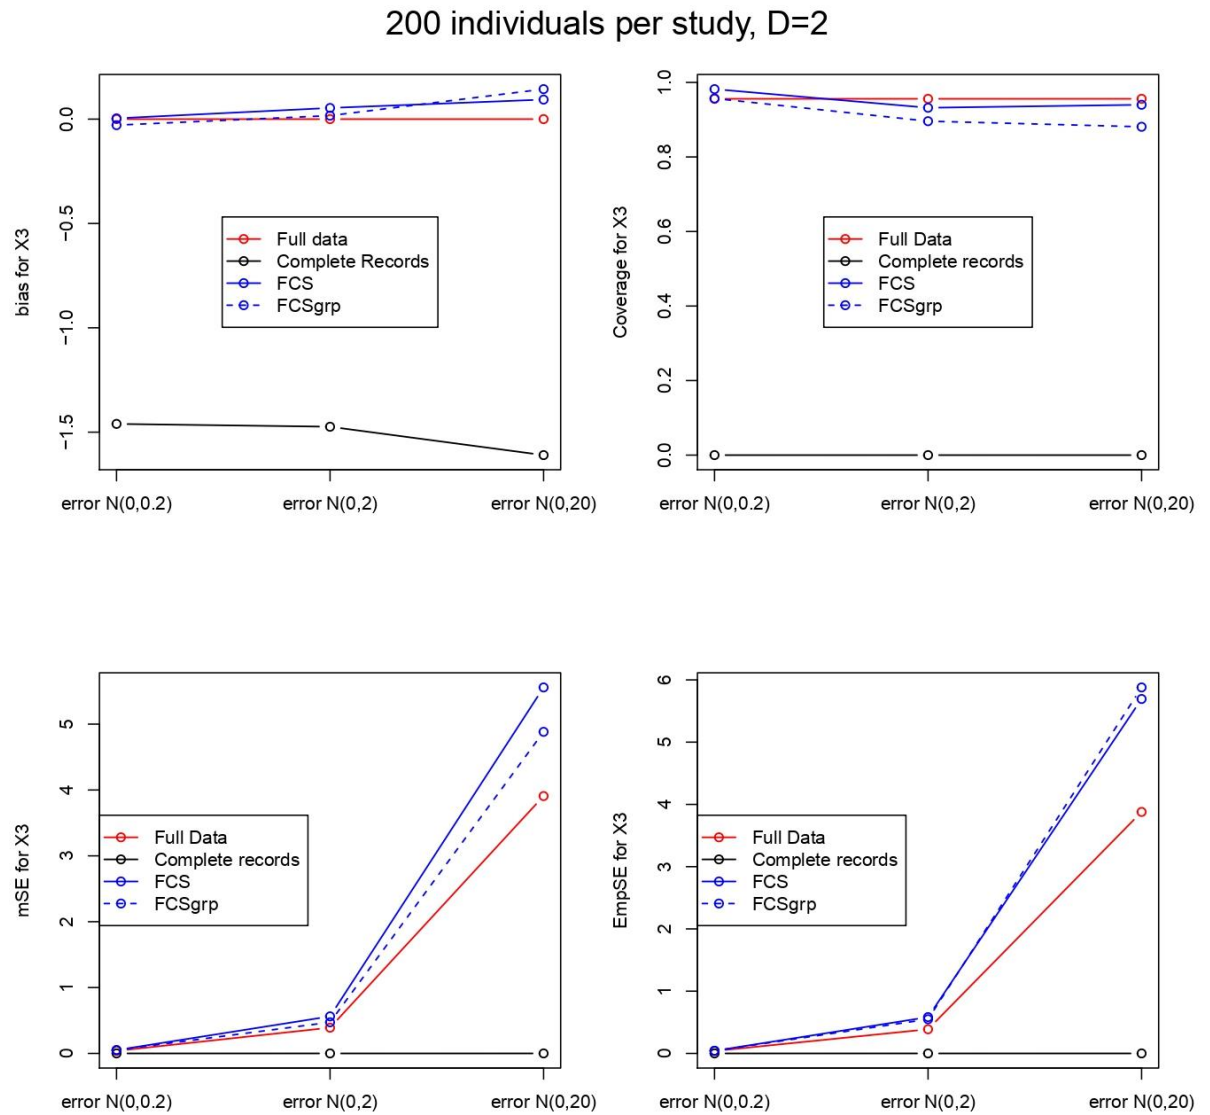 200 individuals per study, D=2
bias for X3
0.0
−0.5
−1.0
−1.5
Full data
Complete Records
FCS
FCSgrp
error N(0,0.2)
error N(0,2)
error N(0,20)
Coverage for X3
1.0
0.8
0.6
0.4
0.2
0.0
Full Data
Complete records
FCS
FCSgrp
error N(0,0.2)
error N(0,2)
error N(0,20)
mSE for X3
5
4
3
2
1
0
Full Data
Complete records
FCS
FCSgrp
error N(0,0.2)
error N(0,2)
error N(0,20)
EmpSE for X3
6
5
4
3
2
1
0
Full Data
Complete records
FCS
FCSgrp
error N(0,0.2)
error N(0,2)
error N(0,20)